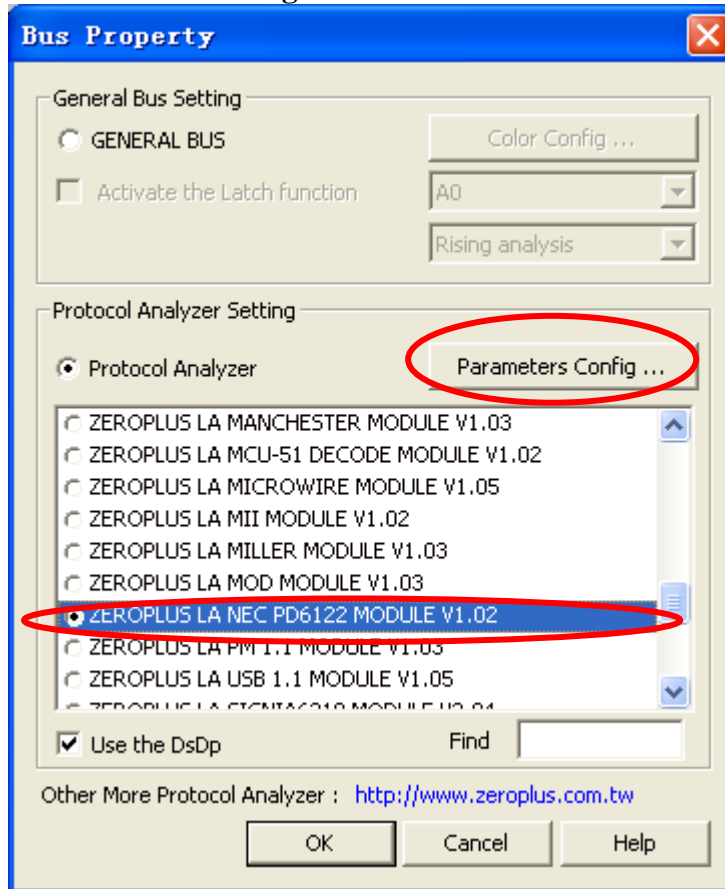 Bus Property
General Bus Setting
GENERAL BUS
Color Config ...
Activate the Latch function
A0
Rising analysis
Protocol Analyzer Setting
Protocol Analyzer
Parameters Config ...
ZEROPLUS LA MANCHESTER MODULE V1.03
ZEROPLUS LA MCU-51 DECODE MODULE V1.02
ZEROPLUS LA MICROWIRE MODULE V1.05
ZEROPLUS LA MII MODULE V1.02
ZEROPLUS LA MILLER MODULE V1.03
ZEROPLUS LA MOD MODULE V1.03
ZEROPLUS LA NEC PD6122 MODULE V1.02
ZEROPLUS LA PM 1.1 MODULE V1.03
ZEROPLUS LA USB 1.1 MODULE V1.05
ZEROPLUS LA
Use the DsDp
Find
Other More Protocol Analyzer : http://www.zeroplus.com.tw
OK
Cancel
Help